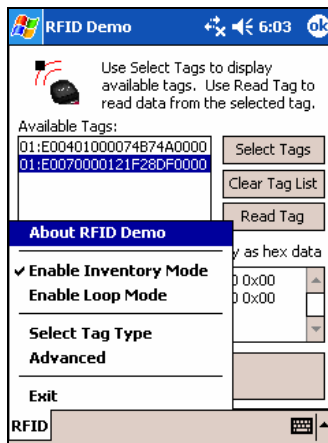 RFID Demo
6:03
ok
Use Select Tags to display
available tags. Use Read Tag to
read data from the selected tag.
Available Tags:
01:E00401000074B74A0000
01:E0070000121F28DF0000
Select Tags
Clear Tag List
Read Tag
About RFID Demo
Enable Inventory Mode
Enable Loop Mode
Select Tag Type
Advanced
Exit
as hex data
0x00
0x00
RFID